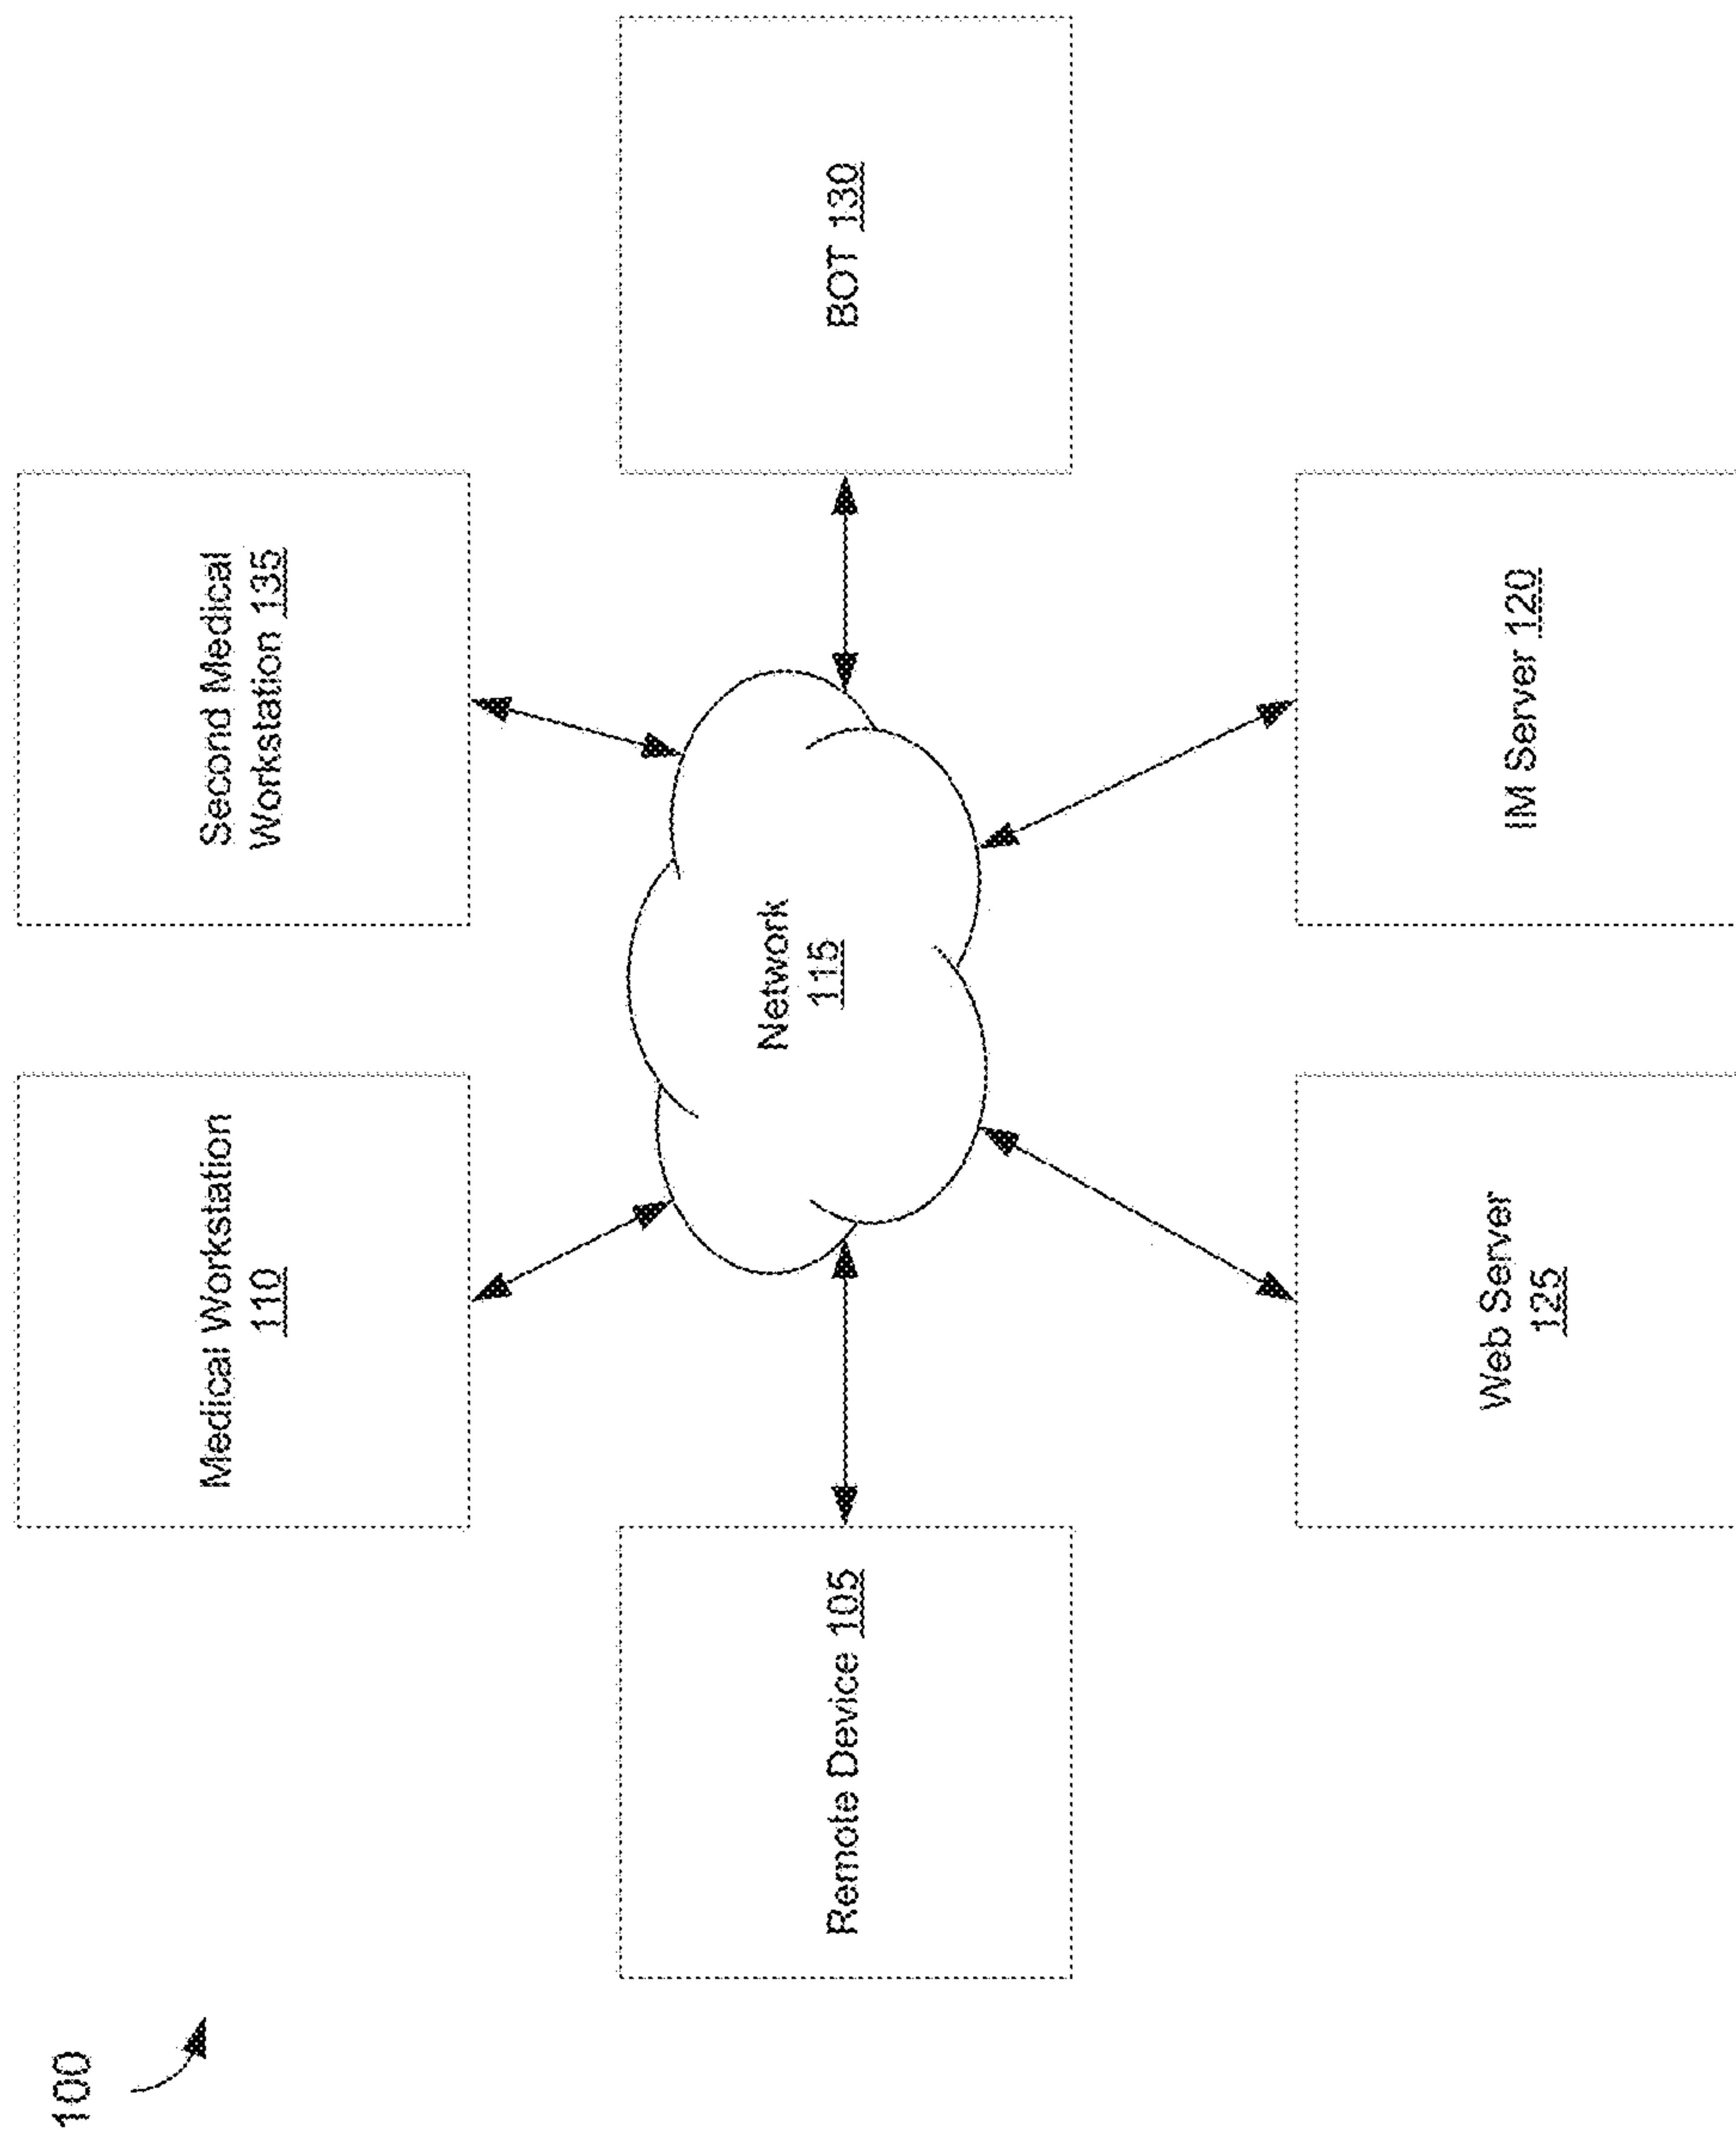 100
Medical Workstation
110
Second Medical
Workstation 135
Remote Device 105
Network
115
BOT 130
Web Server
125
IM Server 120